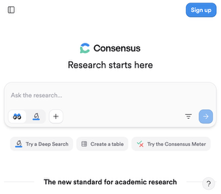 Sign up
Consensus
Research starts here
Ask the research...
Try a Deep Search
Create a table
Try the Consensus Meter
The new standard for academic research
?